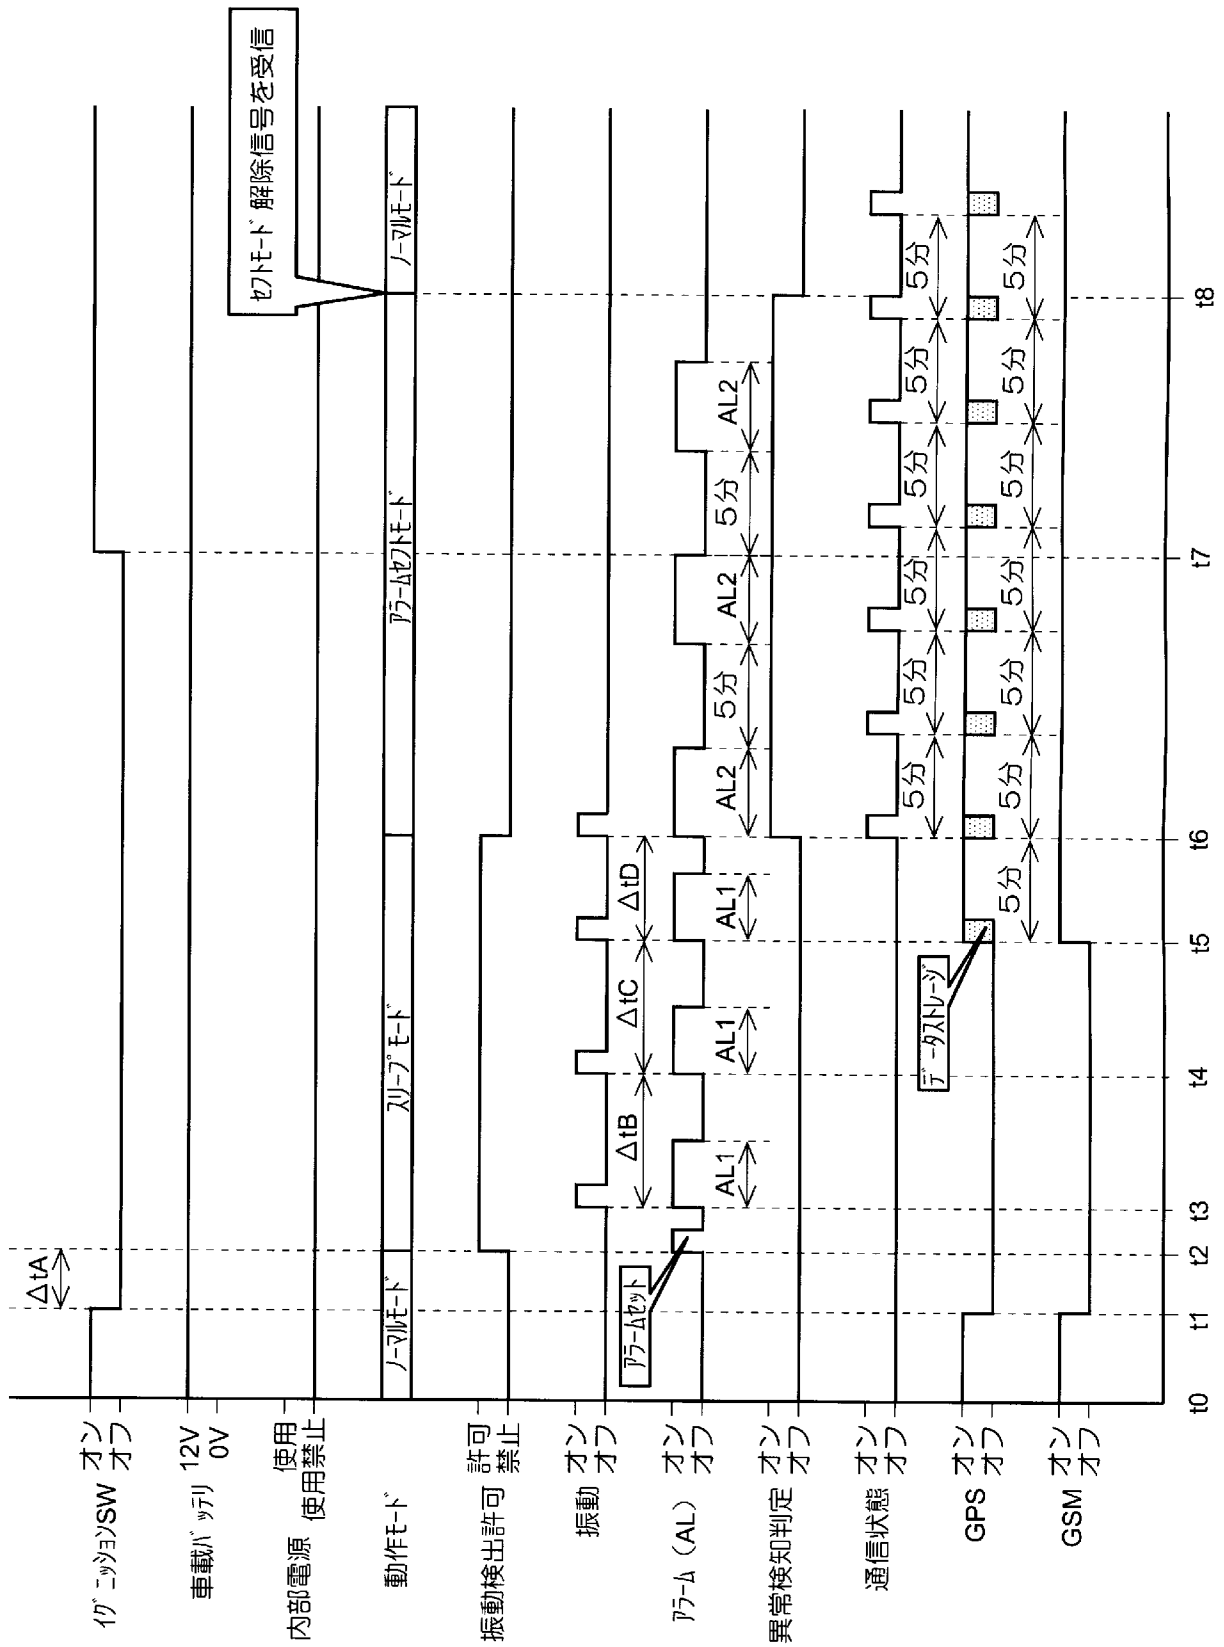 イグニッションSW オン
オフ
ΔtA
車載バッテリ 12V
0V
内部電源 使用
使用禁止
セフトモード解除信号を受信
動作モード
ノーマルモード
スリープモード
アラームセフトモード
ノーマルモード
振動検出許可 許可
禁止
振動 オン
オフ
ΔtB
ΔtC
ΔtD
アラームセット
アラーム(AL) オン
オフ
AL1
AL1
AL1
AL2
5分
AL2
5分
AL2
異常検知判定 オン
オフ
通信状態 オン
オフ
5分
5分
5分
5分
5分
5分
データストレージ
GPS オン
オフ
5分
5分
5分
5分
5分
5分
5分
GSM オン
オフ
t0
t1
t2
t3
t4
t5
t6
t7
t8